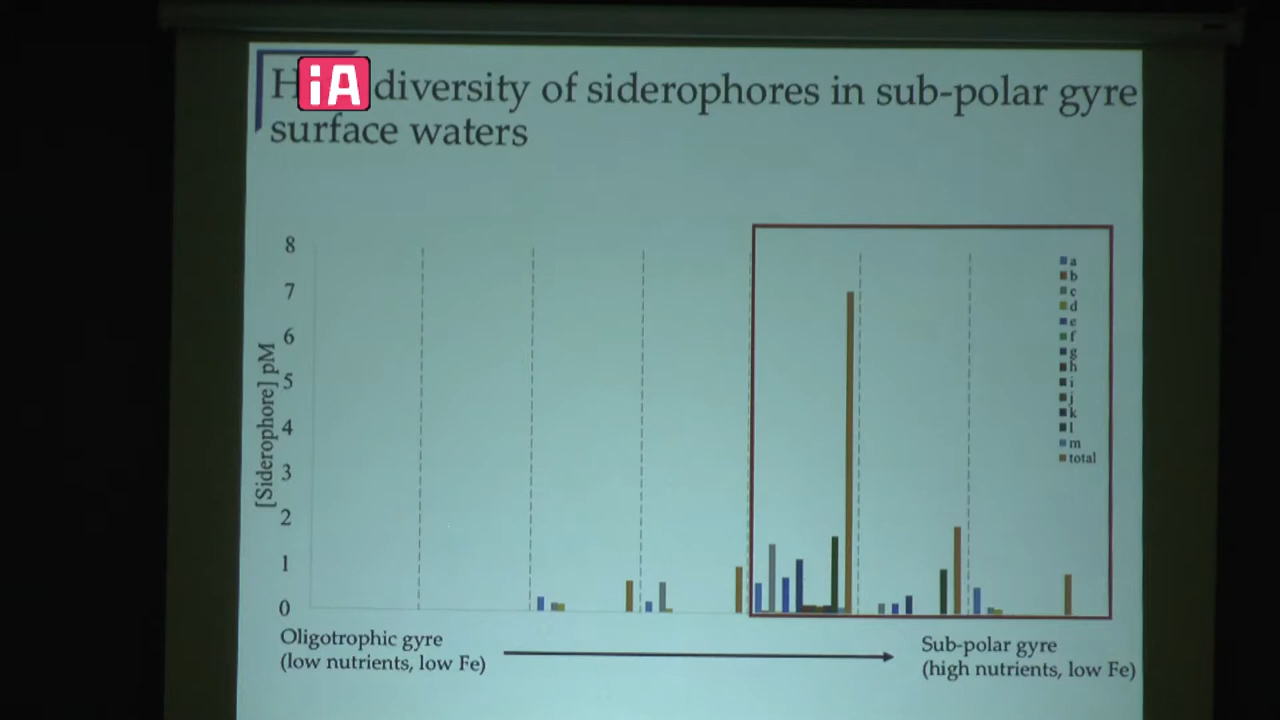 iA
diversity of siderophores in sub-polar gyre
surface waters
[Siderophore] pM
8
7
6
5
4
3
2
1
0
a
b
c
d
e
f
g
h
i
j
k
l
m
total
Oligotrophic gyre
(low nutrients, low Fe)
Sub-polar gyre
(high nutrients, low Fe)